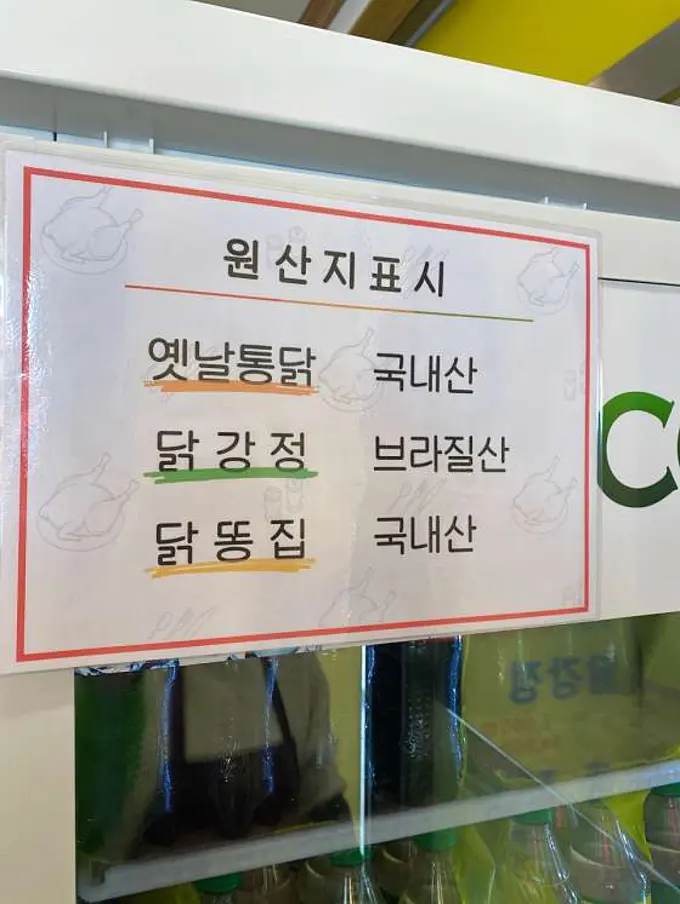 원산지표시
옛날통닭 국내산
닭강정 브라질산
닭똥집 국내산
C